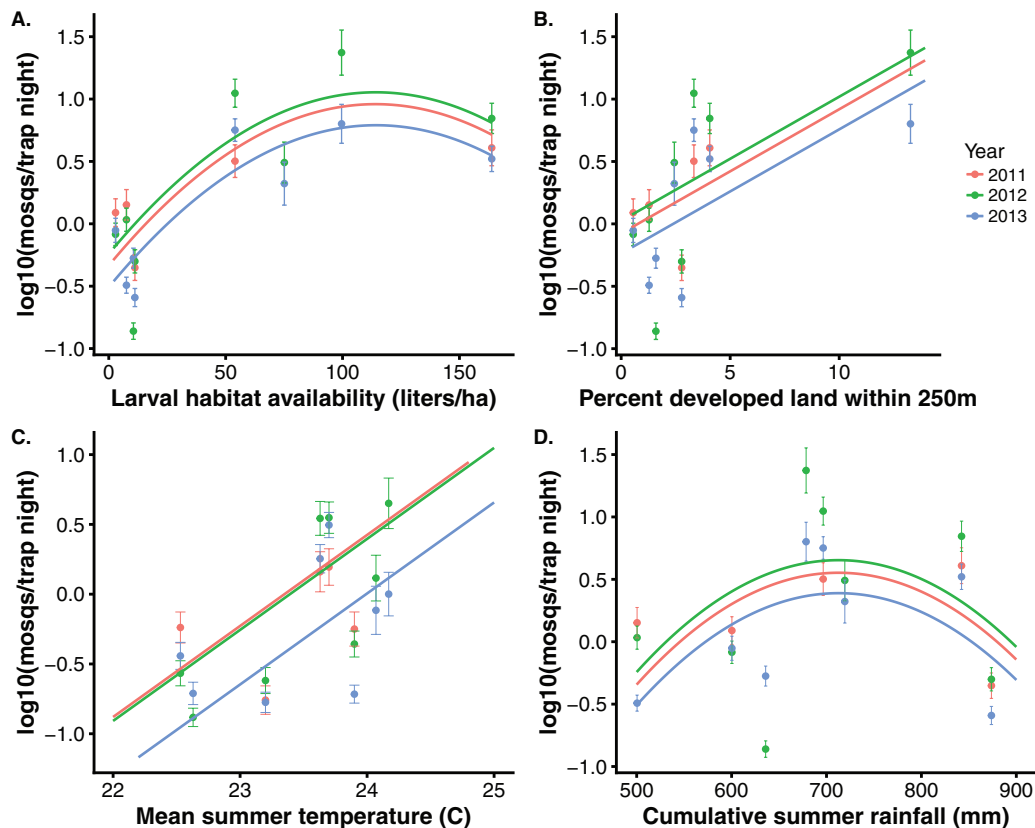 A.
log10(mosqs/trap night)
1.5
1.0
0.5
0.0
−0.5
−1.0
0 50 100 150
Larval habitat availability (liters/ha)
B.
log10(mosqs/trap night)
1.5
1.0
0.5
0.0
−0.5
−1.0
0 5 10
Percent developed land within 250m
Year
2011
2012
2013
C.
log10(mosqs/trap night)
1.0
0.5
0.0
−0.5
−1.0
22 23 24 25
Mean summer temperature (C)
D.
log10(mosqs/trap night)
1.5
1.0
0.5
0.0
−0.5
−1.0
500 600 700 800 900
Cumulative summer rainfall (mm)